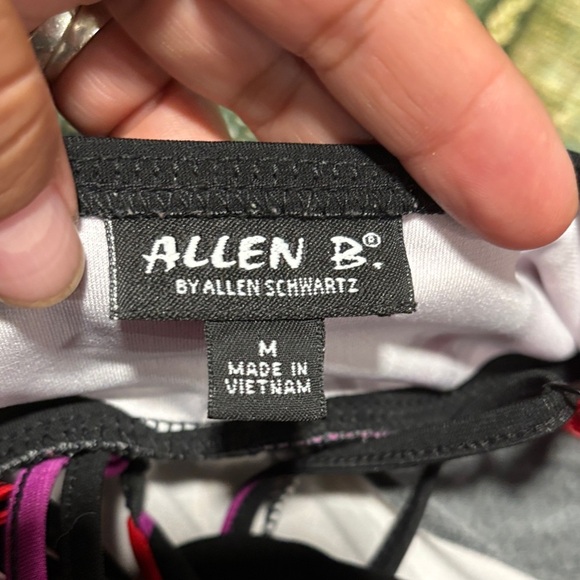 ALLEN B®.
BY ALLEN SCHWARTZ
M
MADE IN
VIETNAM